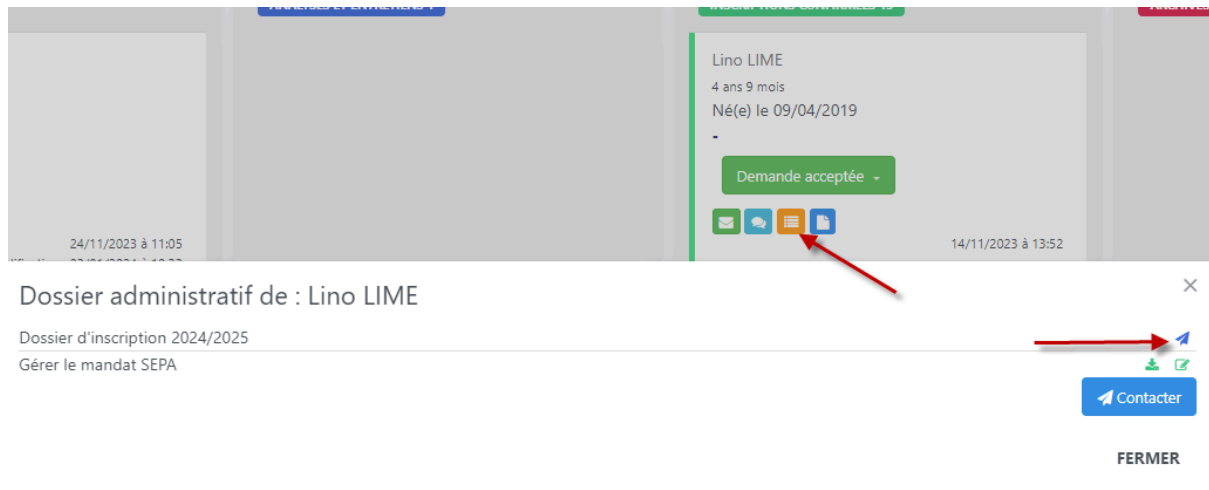 Lino LIME
4 ans 9 mois
Né(e) le 09/04/2019
-
Demande acceptée
24/11/2023 à 11:05
14/11/2023 à 13:52
Dossier administratif de : Lino LIME
Dossier d'inscription 2024/2025
Gérer le mandat SEPA
Contacter
FERMER